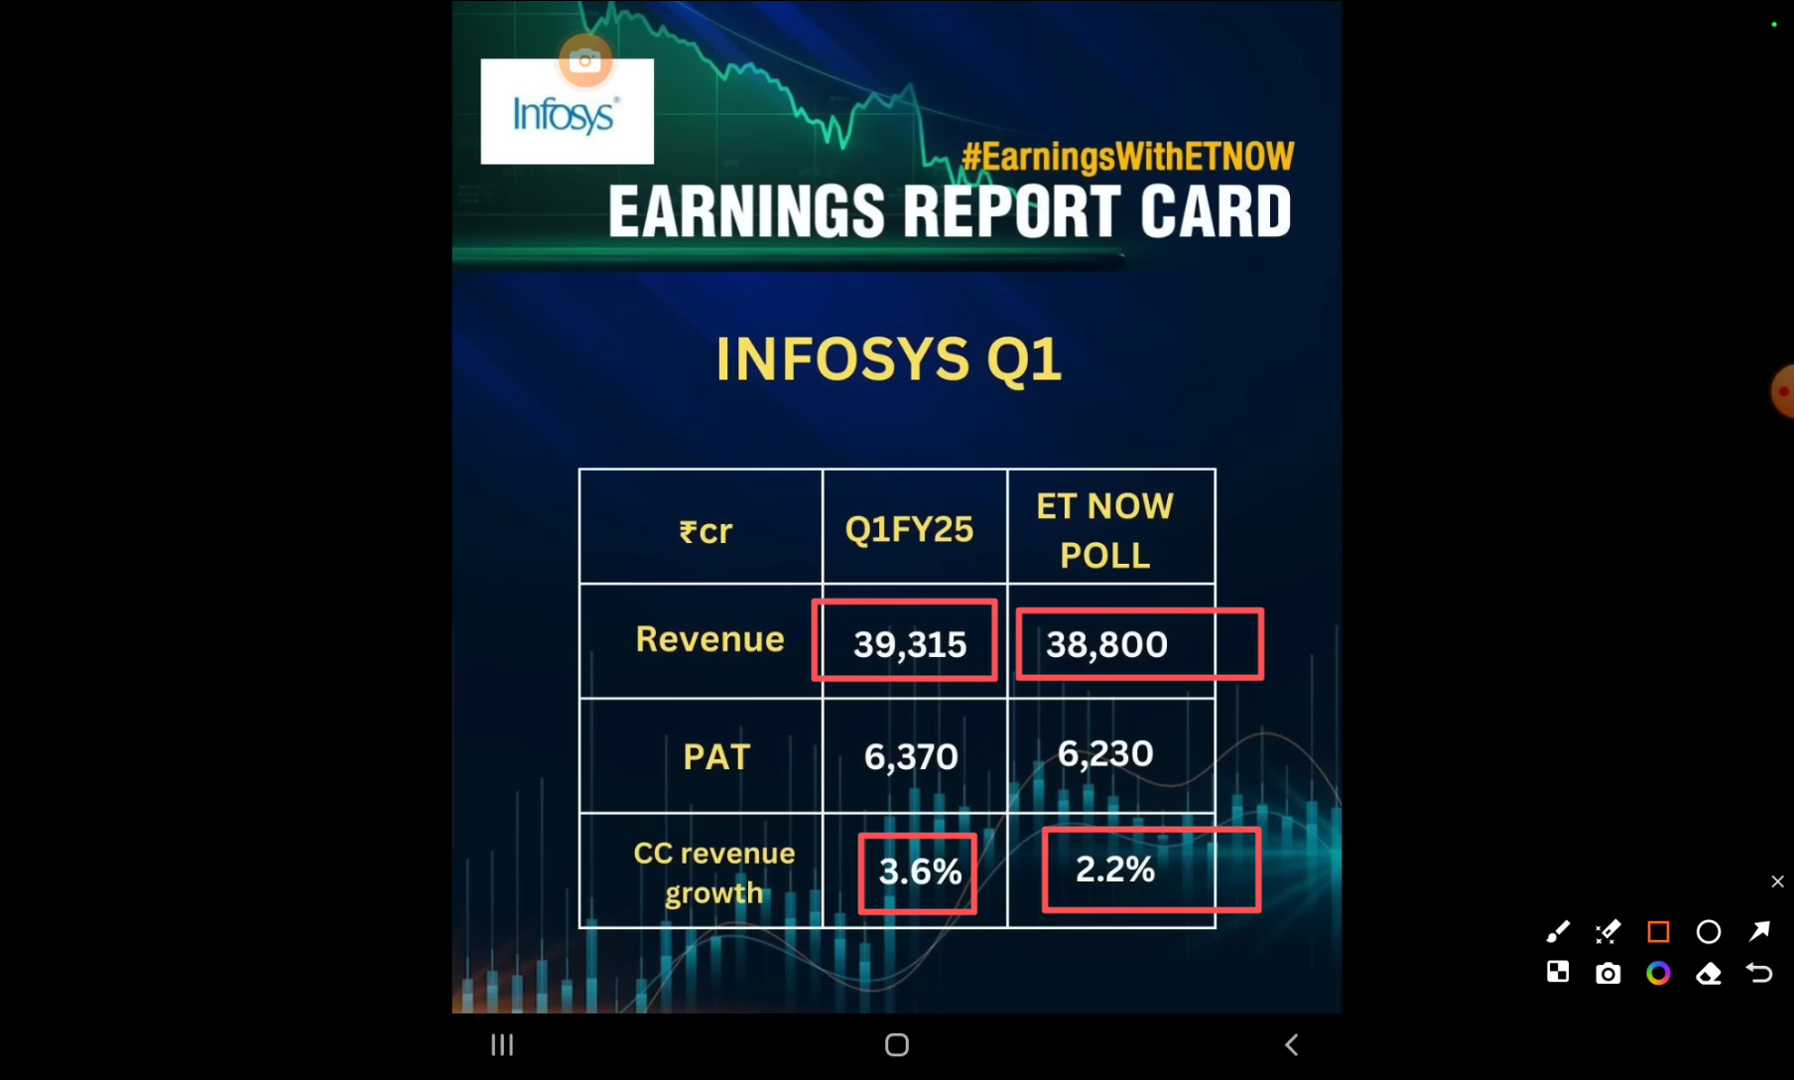 Infosys®
#EarningsWithETNOW
EARNINGS REPORT CARD
INFOSYS Q1
₹cr
Q1FY25
ET NOW
POLL
Revenue
39,315
38,800
PAT
6,370
6,230
CC revenue
growth
3.6%
2.2%